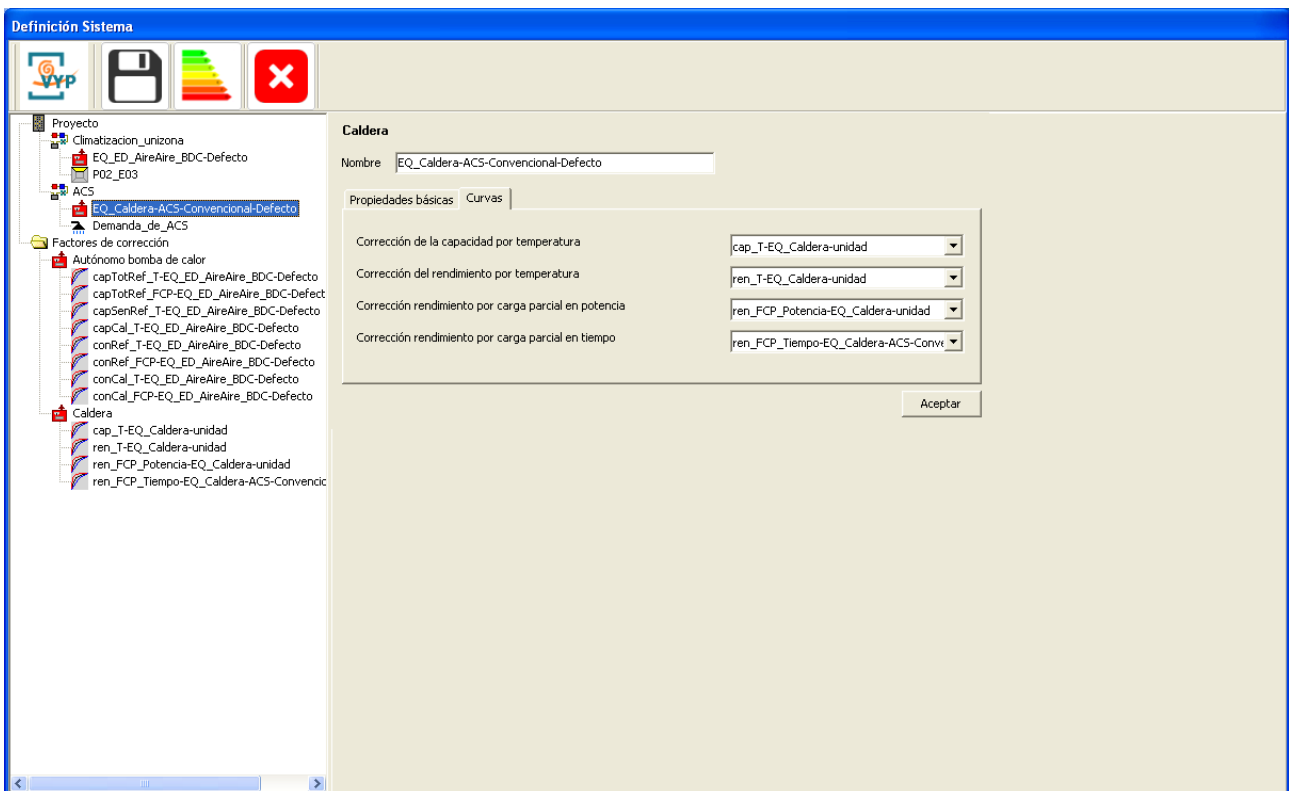 Definición Sistema
VYP
Proyecto
Climatizacion_unizona
EQ_ED_AireAire_BDC-Defecto
P02_E03
ACS
EQ_Caldera-ACS-Convencional-Defecto
Demanda_de_ACS
Factores de corrección
Autónomo bomba de calor
capTotRef_T-EQ_ED_AireAire_BDC-Defecto
capTotRef_FCP-EQ_ED_AireAire_BDC-Defect
capSenRef_T-EQ_ED_AireAire_BDC-Defecto
capCal_T-EQ_ED_AireAire_BDC-Defecto
conRef_T-EQ_ED_AireAire_BDC-Defecto
conRef_FCP-EQ_ED_AireAire_BDC-Defecto
conCal_T-EQ_ED_AireAire_BDC-Defecto
conCal_FCP-EQ_ED_AireAire_BDC-Defecto
Caldera
cap_T-EQ_Caldera-unidad
ren_T-EQ_Caldera-unidad
ren_FCP_Potencia-EQ_Caldera-unidad
ren_FCP_Tiempo-EQ_Caldera-ACS-Convencic
Caldera
Nombre EQ_Caldera-ACS-Convencional-Defecto
Propiedades básicas Curvas
Corrección de la capacidad por temperatura cap_T-EQ_Caldera-unidad
Corrección del rendimiento por temperatura ren_T-EQ_Caldera-unidad
Corrección rendimiento por carga parcial en potencia ren_FCP_Potencia-EQ_Caldera-unidad
Corrección rendimiento por carga parcial en tiempo ren_FCP_Tiempo-EQ_Caldera-ACS-Conve
Aceptar